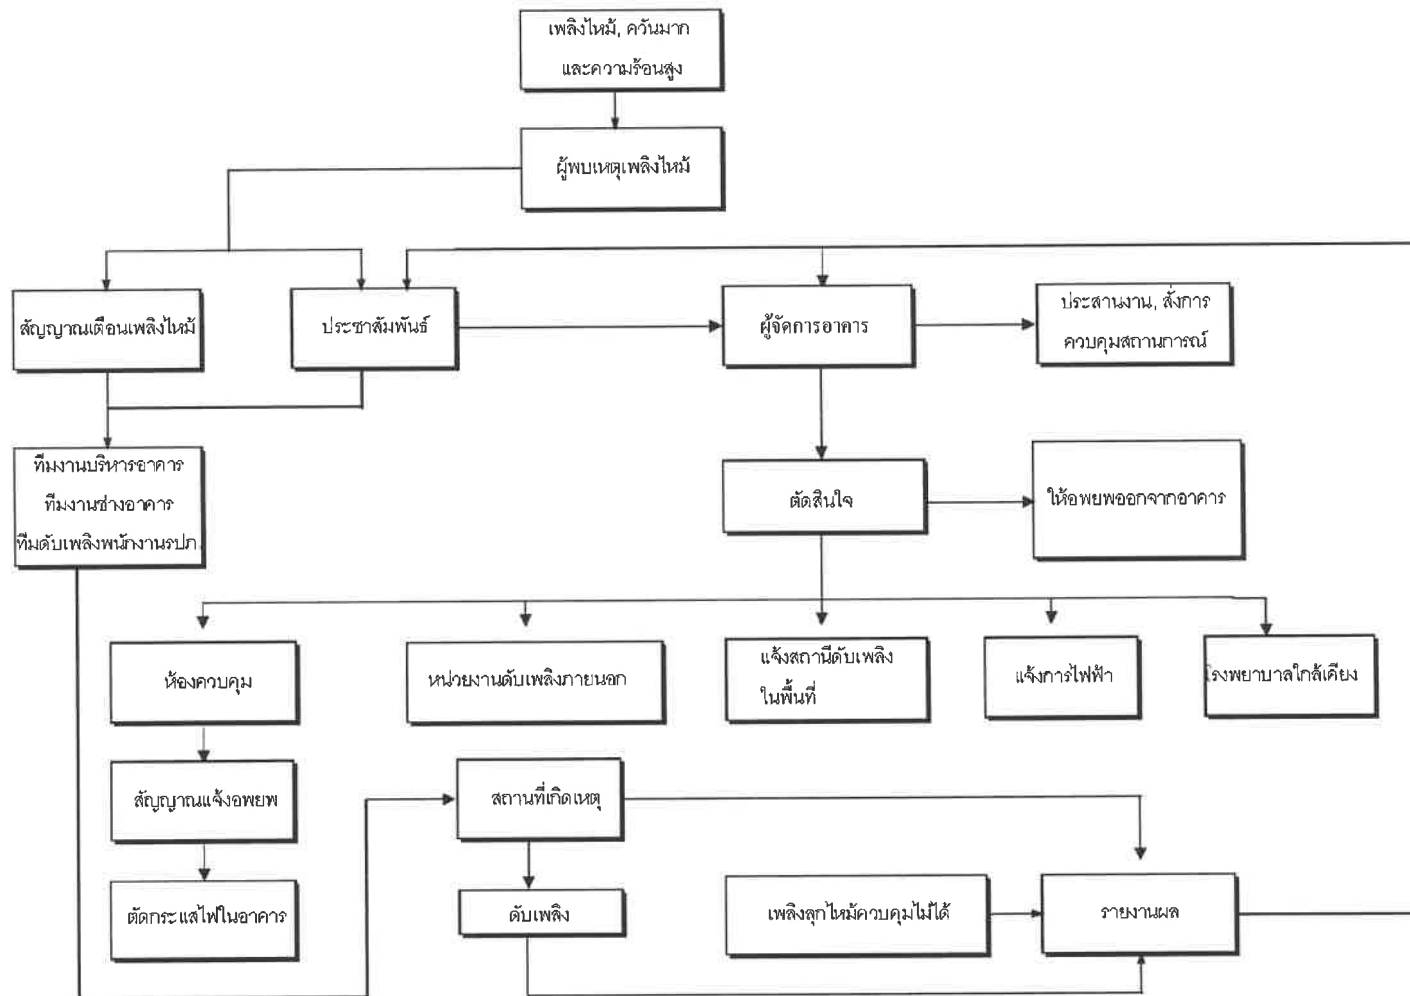 เพลิงไหม้, ควันมาก
และความร้อนสูง
ผู้พบเหตุเพลิงไหม้
สัญญาณเตือนเพลิงไหม้
ประชาสัมพันธ์
ผู้จัดการอาคาร
ประสานงาน, สั่งการ
ควบคุมสถานการณ์
ทีมงานบริหารอาคาร
ทีมงานช่างอาคาร
ทีมดับเพลิงพนักงานรปภ.
ตัดสินใจ
ให้อพยพออกจากอาคาร
ห้องควบคุม
หน่วยงานดับเพลิงภายนอก
แจ้งสถานีดับเพลิง
ในพื้นที่
แจ้งการไฟฟ้า
โรงพยาบาลใกล้เคียง
สัญญาณแจ้งอพยพ
สถานที่เกิดเหตุ
ตัดกระแสไฟในอาคาร
ดับเพลิง
เพลิงลุกไหม้ควบคุมไม่ได้
รายงานผล